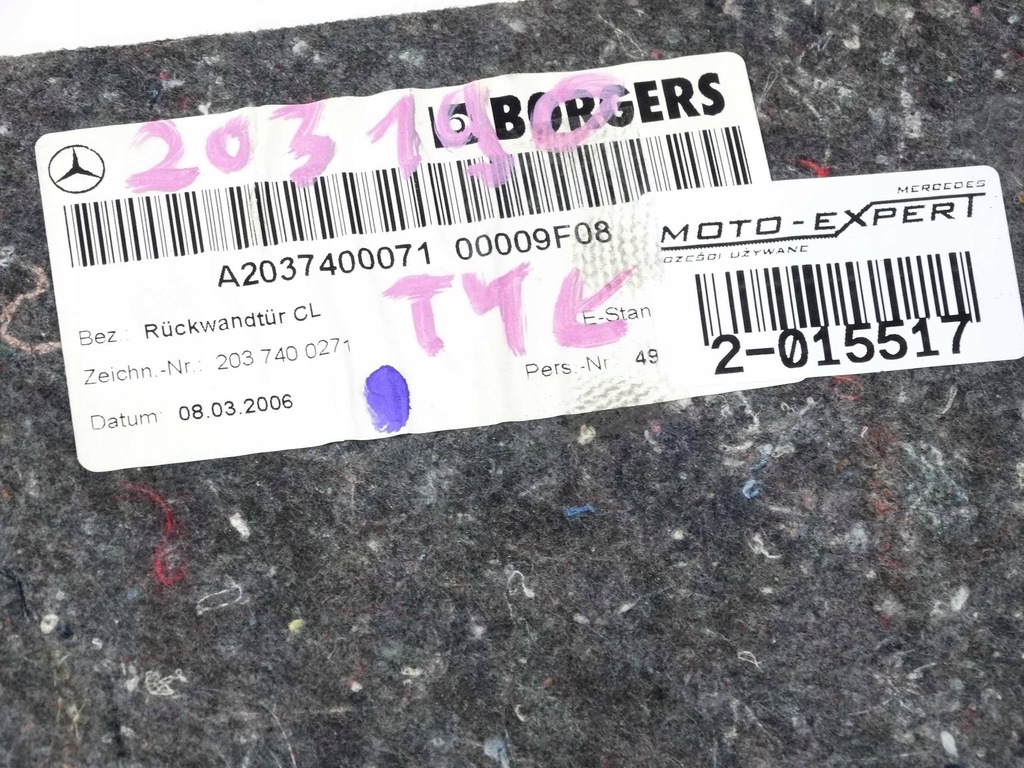 203190
BORGERS
A2037400071 00009F08
TYŁ
Bez.: Rückwandtür CL
E-Stan
Zeichn.-Nr.: 203 740 0271
Pers.-Nr 49
Datum: 08.03.2006
MERCEDES
MOTO-EXPERT
CZĘŚCI UŻYWANE
2-015517